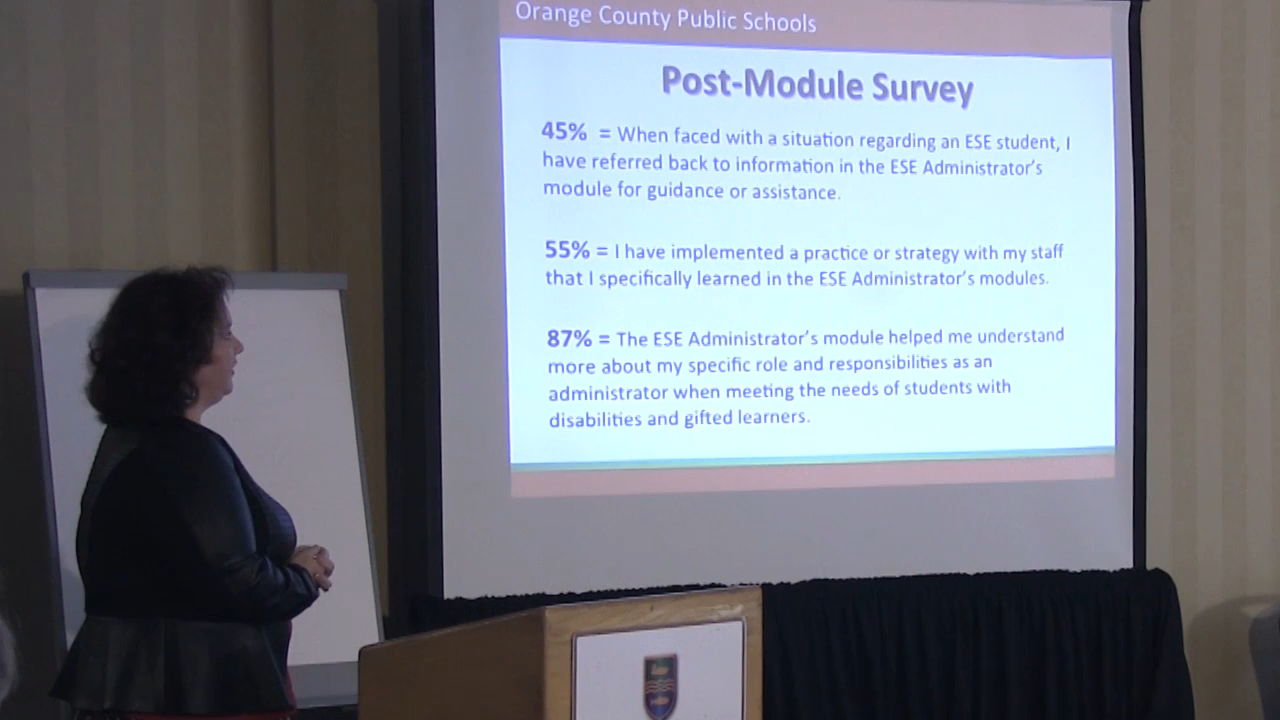 Orange County Public Schools
Post-Module Survey
45% = When faced with a situation regarding an ESE student, I
have referred back to information in the ESE Administrator's
module for guidance or assistance.
55% = I have implemented a practice or strategy with my staff
that I specifically learned in the ESE Administrator's modules.
87% = The ESE Administrator's module helped me understand
more about my specific role and responsibilities as an
administrator when meeting the needs of students with
disabilities and gifted learners.